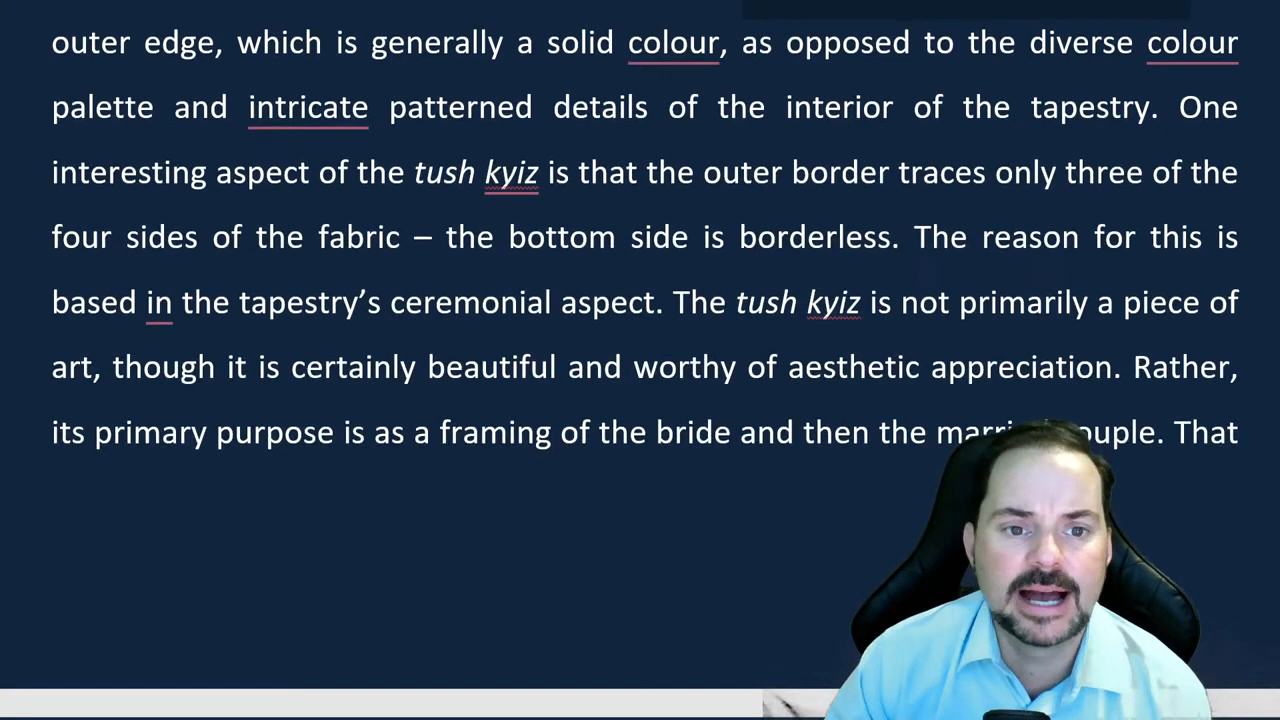 outer edge, which is generally a solid colour, as opposed to the diverse colour
palette and intricate patterned details of the interior of the tapestry. One
interesting aspect of the tush kyiz is that the outer border traces only three of the
four sides of the fabric – the bottom side is borderless. The reason for this is
based in the tapestry’s ceremonial aspect. The tush kyiz is not primarily a piece of
art, though it is certainly beautiful and worthy of aesthetic appreciation. Rather,
its primary purpose is as a framing of the bride and then the couple. That